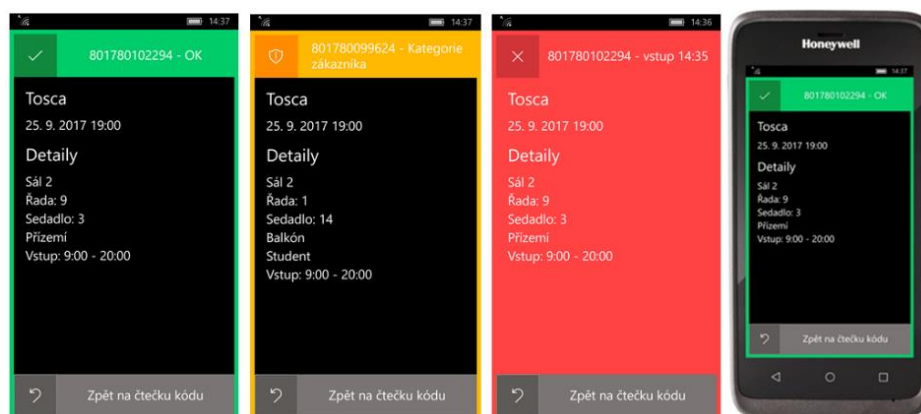 14:37
801780102294 - OK
Tosca
25. 9. 2017 19:00
Detaily
Sál 2
Řada: 9
Sedadlo: 3
Přízemí
Vstup: 9:00 - 20:00
Zpět na čtečku kódu
14:37
801780099624 - Kategorie
zákazníka
Tosca
25. 9. 2017 19:00
Detaily
Sál 2
Řada: 1
Sedadlo: 14
Balkón
Student
Vstup: 9:00 - 20:00
Zpět na čtečku kódu
14:36
801780102294 - vstup 14:35
Tosca
25. 9. 2017 19:00
Detaily
Sál 2
Řada: 9
Sedadlo: 3
Přízemí
Vstup: 9:00 - 20:00
Zpět na čtečku kódu
Honeywell
14:37
801780102294 - OK
Tosca
25. 9. 2017 19:00
Detaily
Sál 2
Řada: 9
Sedadlo: 3
Přízemí
Vstup: 9:00 - 20:00
Zpět na čtečku kódu